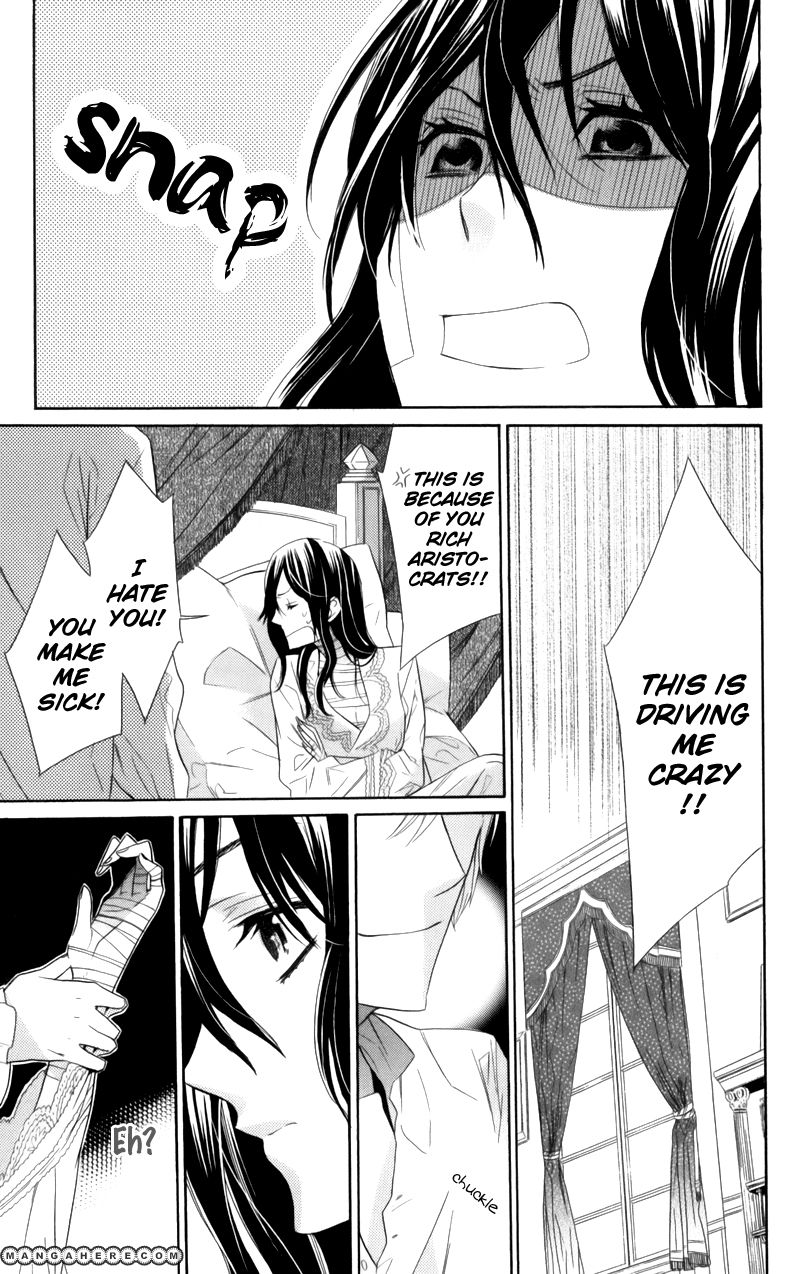 snap
THIS IS
DRIVING
ME
CRAZY
!!
THIS IS
BECAUSE
OF YOU
RICH
ARISTO-
CRATS!!
I
HATE
YOU!
YOU
MAKE
ME
SICK!
chuckle
Eh?
MANGAHERE.COM